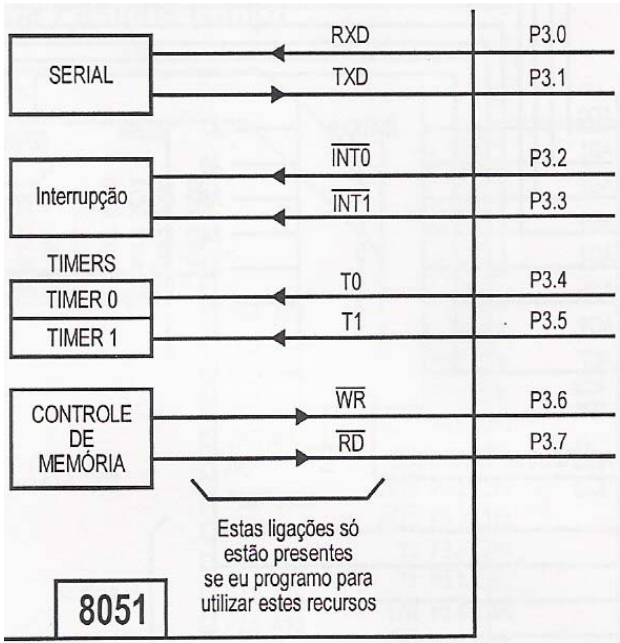 RXD P3.0
SERIAL
TXD P3.1
INT0 P3.2
Interrupção
INT1 P3.3
TIMERS
TIMER 0
T0 P3.4
TIMER 1
T1 P3.5
CONTROLE
DE
MEMÓRIA
WR P3.6
RD P3.7
Estas ligações só
estão presentes
se eu programo para
utilizar estes recursos
8051